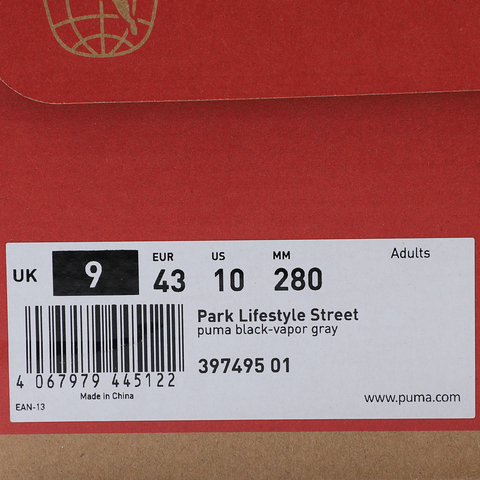 Adults
EUR US MM
UK 9 43 10 280
Park Lifestyle Street
puma black-vapor gray
397495 01
4 067979 445122
Made in China
EAN-13
www.puma.com